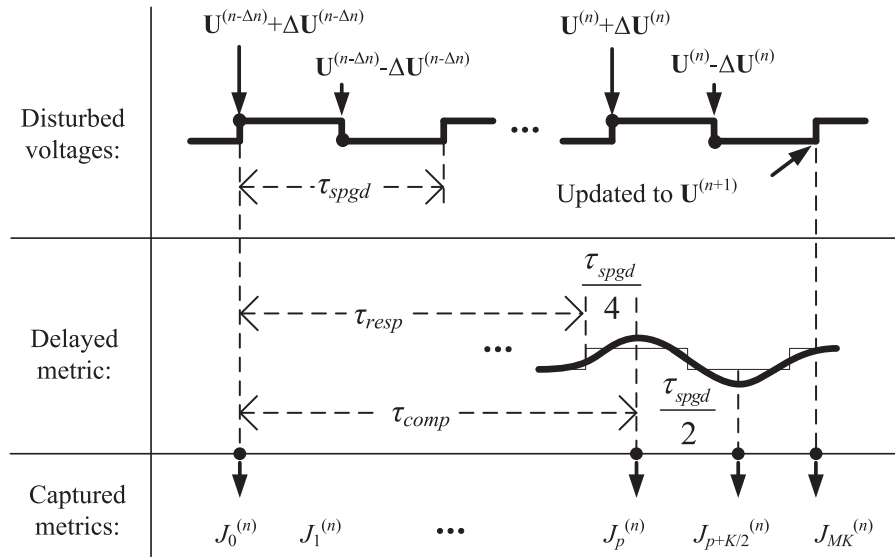 U^(n-Δn)+ΔU^(n-Δn)
U^(n)+ΔU^(n)
U^(n-Δn)-ΔU^(n-Δn)
U^(n)-ΔU^(n)
Disturbed
voltages:
...
τ_spgd
Updated to U^(n+1)
τ_spgd
4
τ_resp
Delayed
metric:
...
τ_comp
τ_spgd
2
Captured
metrics:
J_0^(n) J_1^(n) ... J_p^(n) J_p+K/2^(n) J_MK^(n)